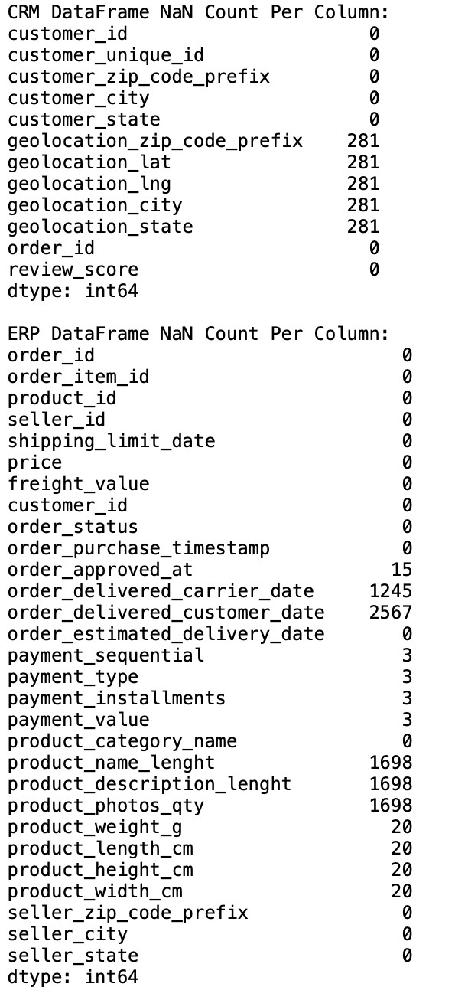 CRM DataFrame NaN Count Per Column:
customer_id 0
customer_unique_id 0
customer_zip_code_prefix 0
customer_city 0
customer_state 0
geolocation_zip_code_prefix 281
geolocation_lat 281
geolocation_lng 281
geolocation_city 281
geolocation_state 281
order_id 0
review_score 0
dtype: int64
ERP DataFrame NaN Count Per Column:
order_id 0
order_item_id 0
product_id 0
seller_id 0
shipping_limit_date 0
price 0
freight_value 0
customer_id 0
order_status 0
order_purchase_timestamp 0
order_approved_at 15
order_delivered_carrier_date 1245
order_delivered_customer_date 2567
order_estimated_delivery_date 0
payment_sequential 3
payment_type 3
payment_installments 3
payment_value 3
product_category_name 0
product_name_lenght 1698
product_description_lenght 1698
product_photos_qty 1698
product_weight_g 20
product_length_cm 20
product_height_cm 20
product_width_cm 20
seller_zip_code_prefix 0
seller_city 0
seller_state 0
dtype: int64